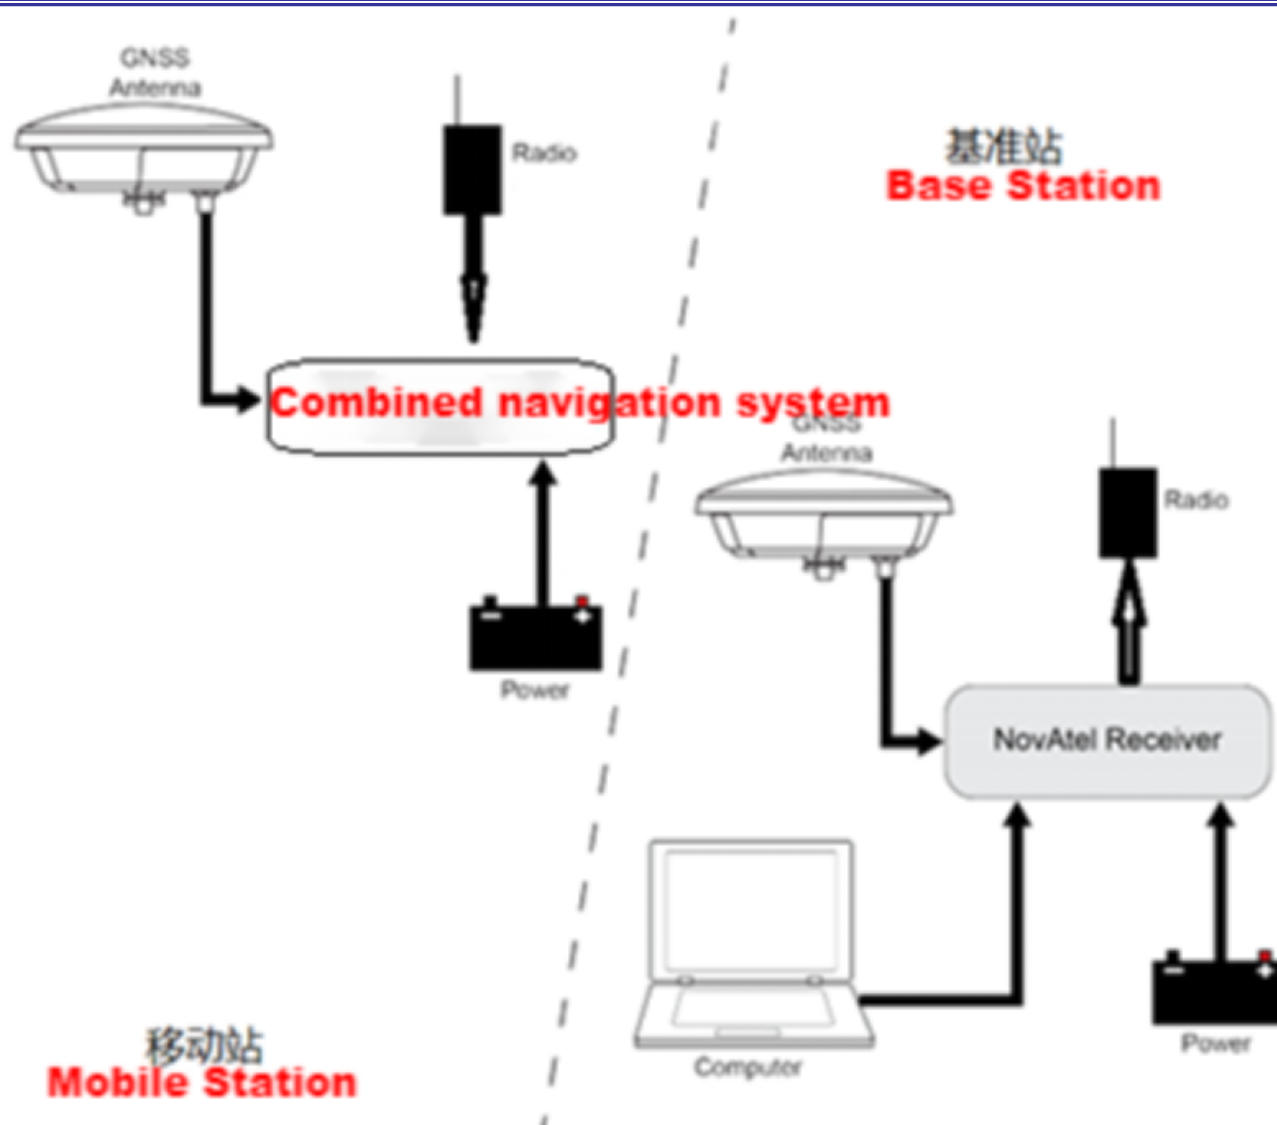 GNSS
Antenna
Radio
基准站
Base Station
Combined navigation system
GNSS
Antenna
Radio
Power
NovAtel Receiver
移动站
Mobile Station
Computer
Power